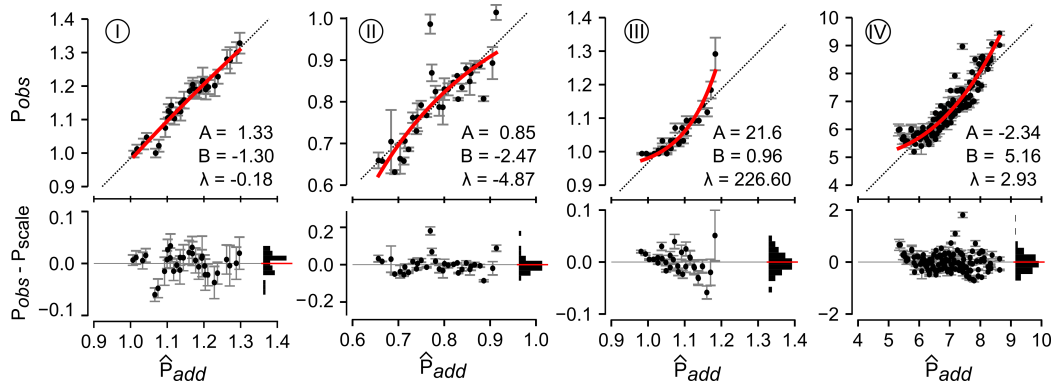 I
II
III
IV
P_obs
1.4
1.3
1.2
1.1
1.0
0.9
A = 1.33
B = -1.30
λ = -0.18
1.0
0.9
0.8
0.7
0.6
A = 0.85
B = -2.47
λ = -4.87
1.4
1.3
1.2
1.1
1.0
0.9
A = 21.6
B = 0.96
λ = 226.60
10
9
8
7
6
5
4
A = -2.34
B = 5.16
λ = 2.93
P_obs - P_scale
0.1
0.0
−0.1
0.2
0.0
−0.2
0.1
0.0
−0.1
2
0
−2
0.9 1.0 1.1 1.2 1.3 1.4
0.6 0.7 0.8 0.9 1.0
0.9 1.0 1.1 1.2 1.3 1.4
4 5 6 7 8 9 10
P̂_add
P̂_add
P̂_add
P̂_add